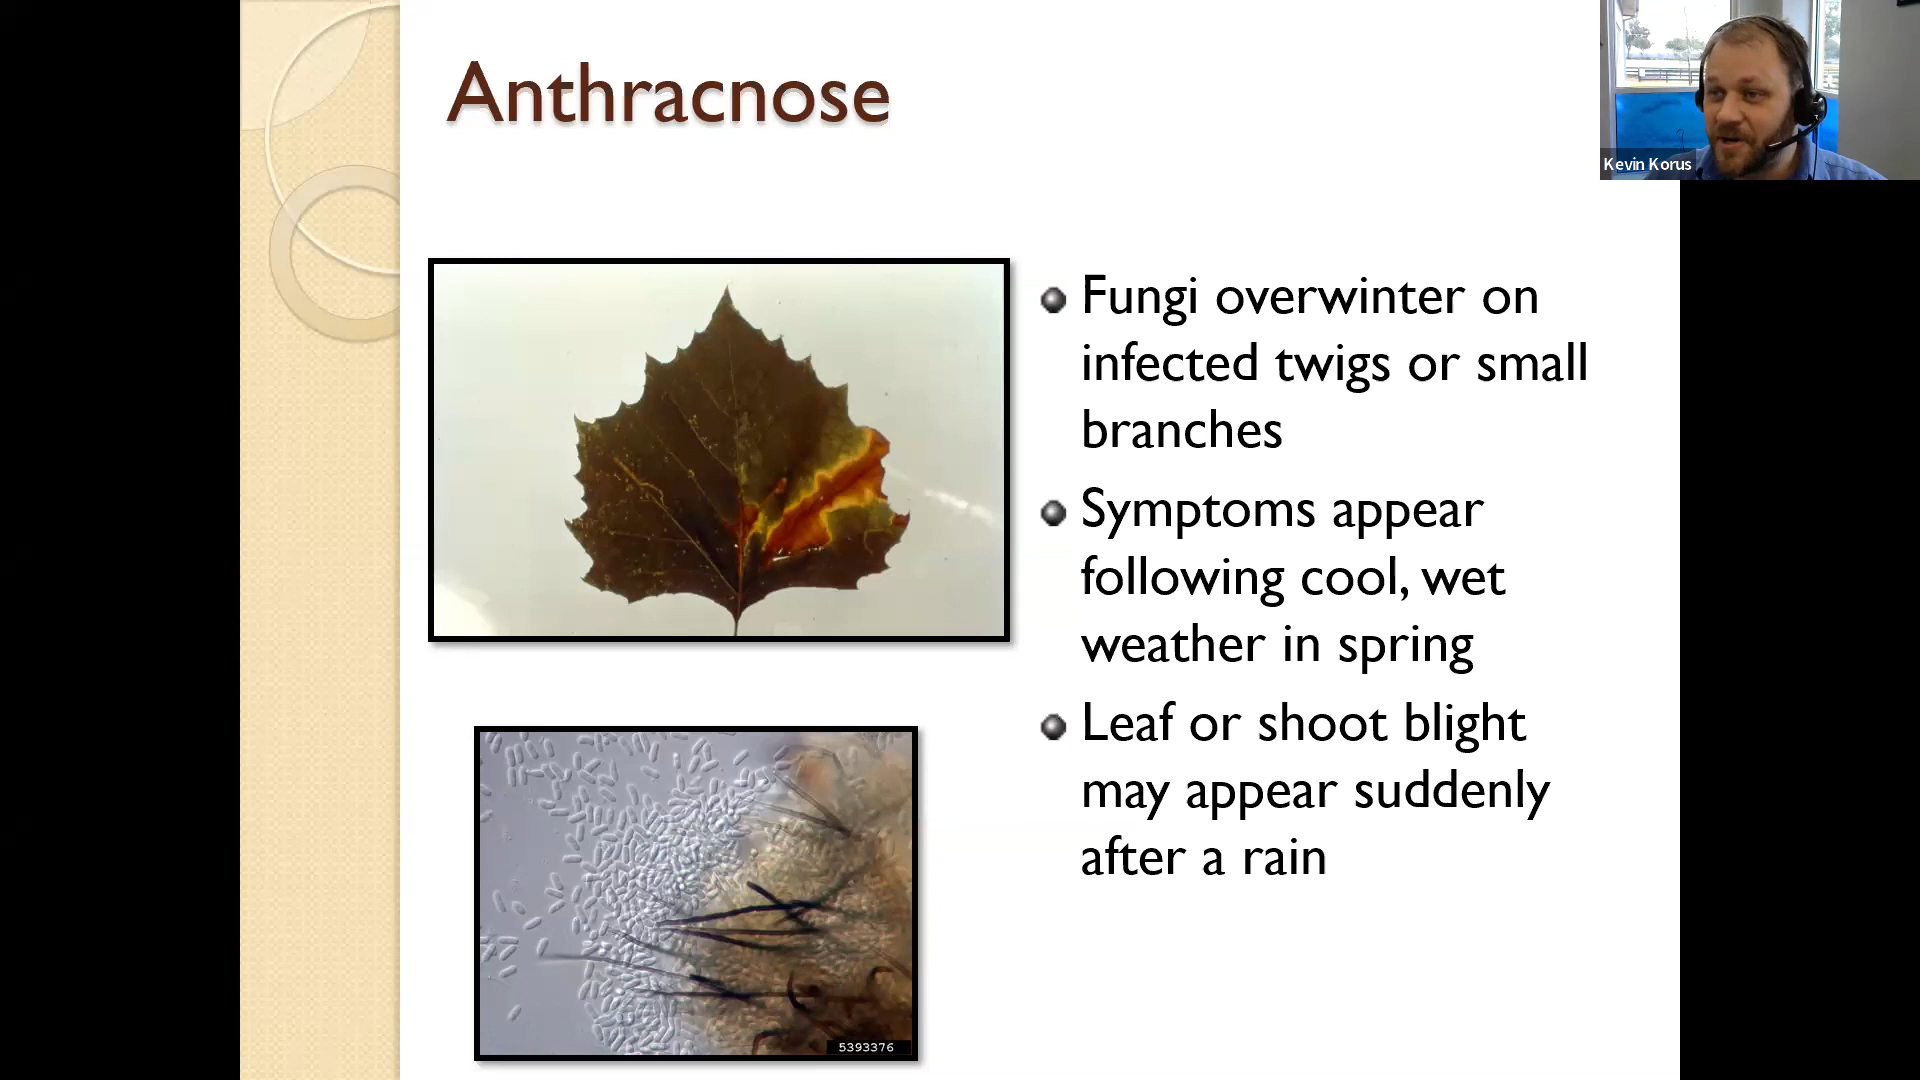 Anthracnose
Kevin Korus
Fungi overwinter on
infected twigs or small
branches
Symptoms appear
following cool, wet
weather in spring
Leaf or shoot blight
may appear suddenly
after a rain
5393376